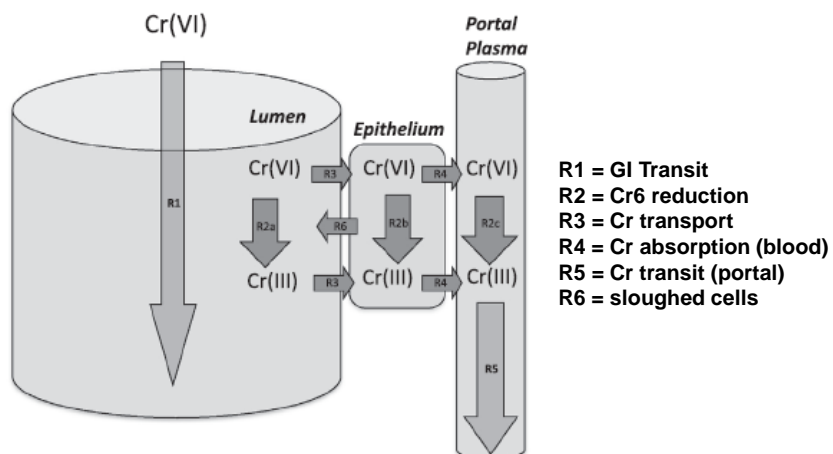 Cr(VI)
Portal
Plasma
Lumen
Epithelium
Cr(VI) R3 Cr(VI) R4 Cr(VI)
R1
R2a R6 R2b R2c
Cr(III) R3 Cr(III) R4 Cr(III)
R5
R1 = GI Transit
R2 = Cr6 reduction
R3 = Cr transport
R4 = Cr absorption (blood)
R5 = Cr transit (portal)
R6 = sloughed cells